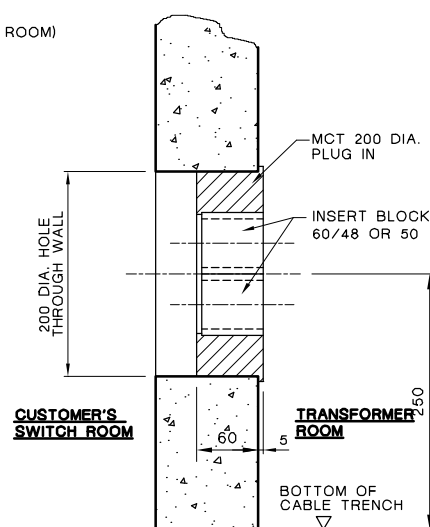 ROOM)
MCT 200 DIA.
PLUG IN
INSERT BLOCK
60/48 OR 50
200 DIA. HOLE
THROUGH WALL
CUSTOMER'S
SWITCH ROOM
60
5
TRANSFORMER
ROOM
250
BOTTOM OF
CABLE TRENCH